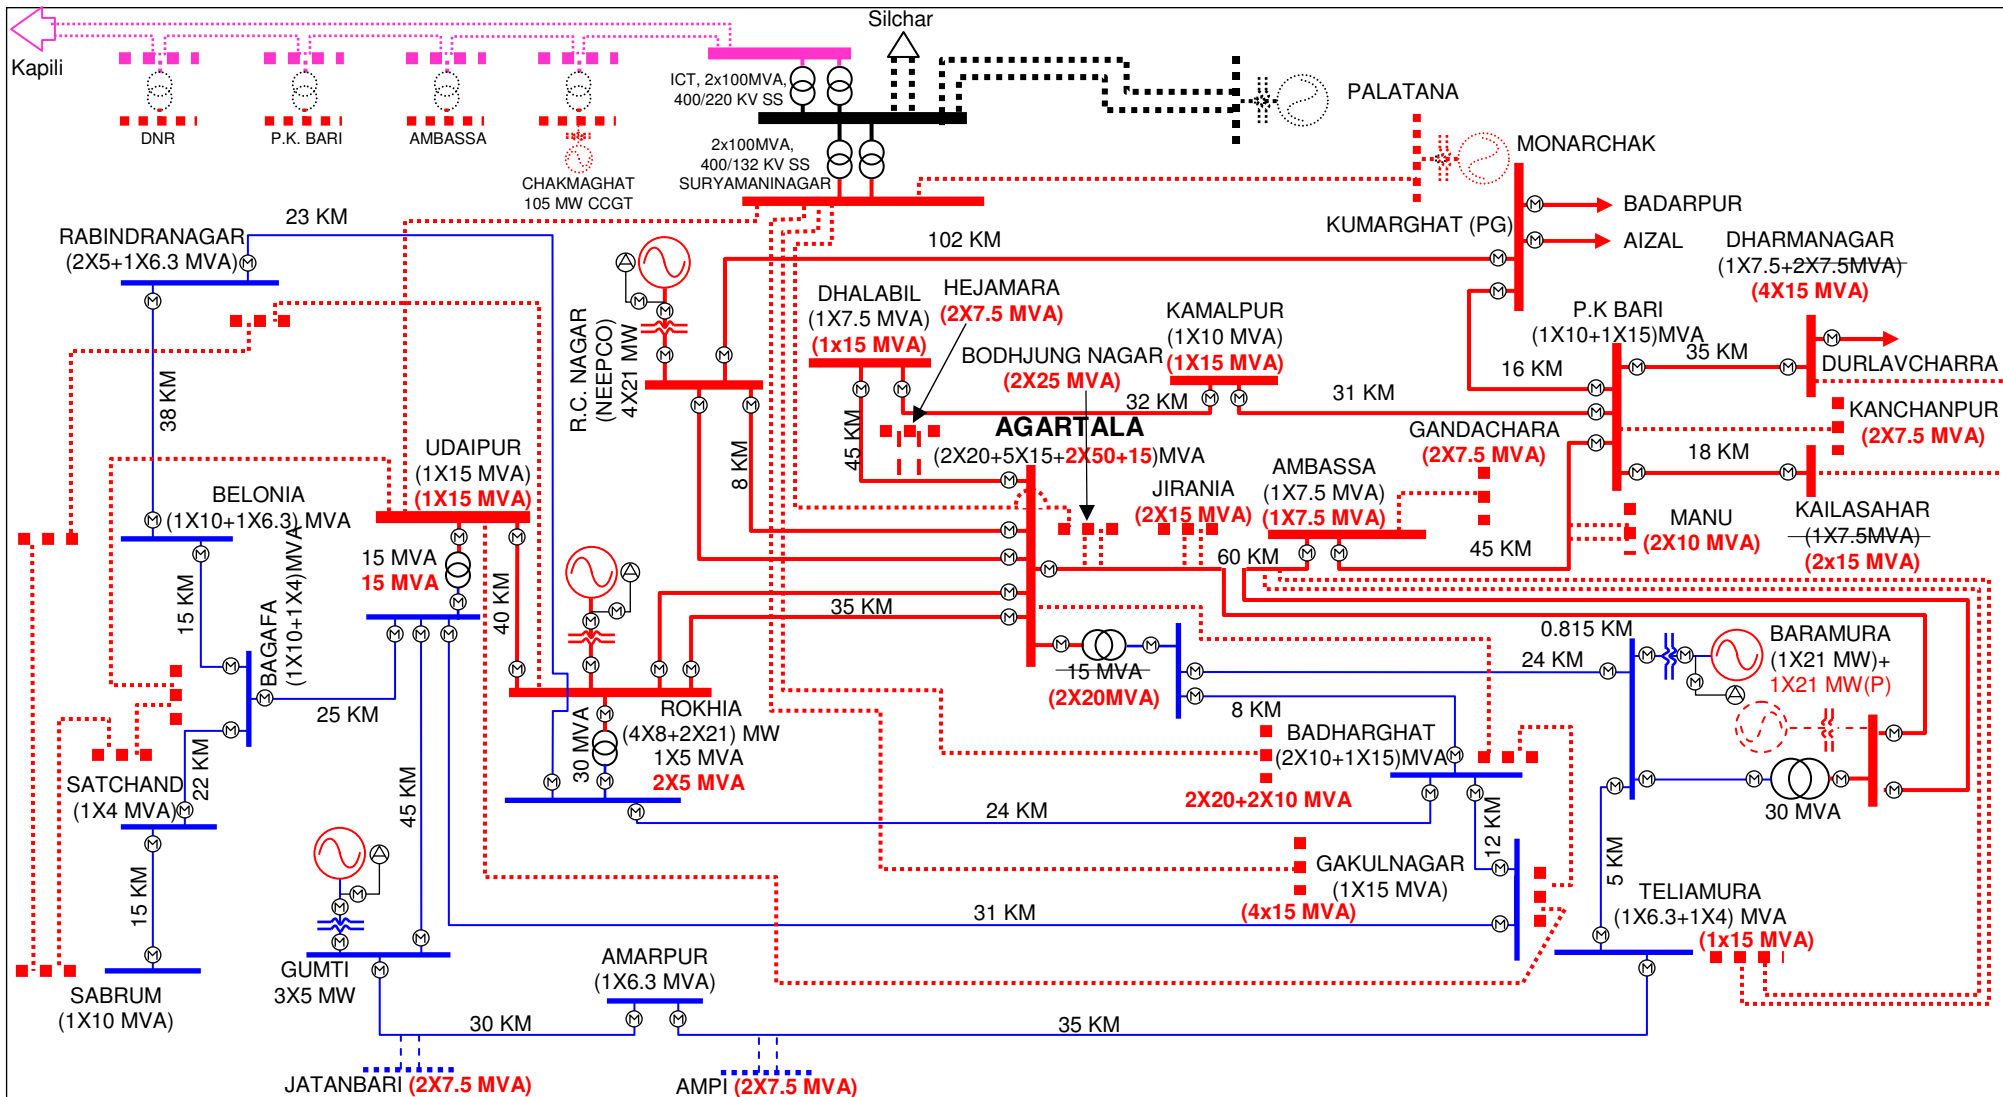 Silchar
Kapili
DNR
P.K. BARI
AMBASSA
CHAKMAGHAT
105 MW CCGT
ICT, 2x100MVA,
400/220 KV SS
2x100MVA,
400/132 KV SS
SURYAMANINAGAR
PALATANA
MONARCHAK
KUMARGHAT (PG)
BADARPUR
AIZAL
23 KM
RABINDRANAGAR
(2X5+1X6.3 MVA)
102 KM
DHARMANAGAR
(1X7.5+2X7.5MVA)
(4X15 MVA)
R.C. NAGAR
(NEEPCO)
4X21 MW
DHALABIL
(1X7.5 MVA)
(1x15 MVA)
HEJAMARA
(2X7.5 MVA)
BODHJUNG NAGAR
(2X25 MVA)
KAMALPUR
(1X10 MVA)
(1X15 MVA)
P.K BARI
(1X10+1X15)MVA
35 KM
DURLAVCHARRA
16 KM
38 KM
8 KM
45 KM
32 KM
31 KM
KANCHANPUR
(2X7.5 MVA)
AGARTALA
(2X20+5X15+2X50+15)MVA
GANDACHARA
(2X7.5 MVA)
18 KM
UDAIPUR
(1X15 MVA)
(1X15 MVA)
BELONIA
(1X10+1X6.3) MVA
JIRANIA
(2X15 MVA)
AMBASSA
(1X7.5 MVA)
(1X7.5 MVA)
MANU
(2X10 MVA)
KAILASAHAR
(1X7.5MVA)
(2x15 MVA)
15 MVA
15 MVA
60 KM
45 KM
15 KM
BAGAFA
(1X10+1X4)MVA
40 KM
35 KM
0.815 KM
BARAMURA
(1X21 MW)+
1X21 MW(P)
15 MVA
(2X20MVA)
24 KM
25 KM
8 KM
ROKHIA
(4X8+2X21) MW
1X5 MVA
2X5 MVA
30 MVA
BADHARGHAT
(2X10+1X15)MVA
2X20+2X10 MVA
SATCHAND
(1X4 MVA)
22 KM
45 KM
24 KM
30 MVA
12 KM
GAKULNAGAR
(1X15 MVA)
(4x15 MVA)
5 KM
TELIAMURA
(1X6.3+1X4) MVA
(1x15 MVA)
15 KM
31 KM
GUMTI
3X5 MW
AMARPUR
(1X6.3 MVA)
SABRUM
(1X10 MVA)
30 KM
35 KM
JATANBARI (2X7.5 MVA)
AMPI (2X7.5 MVA)